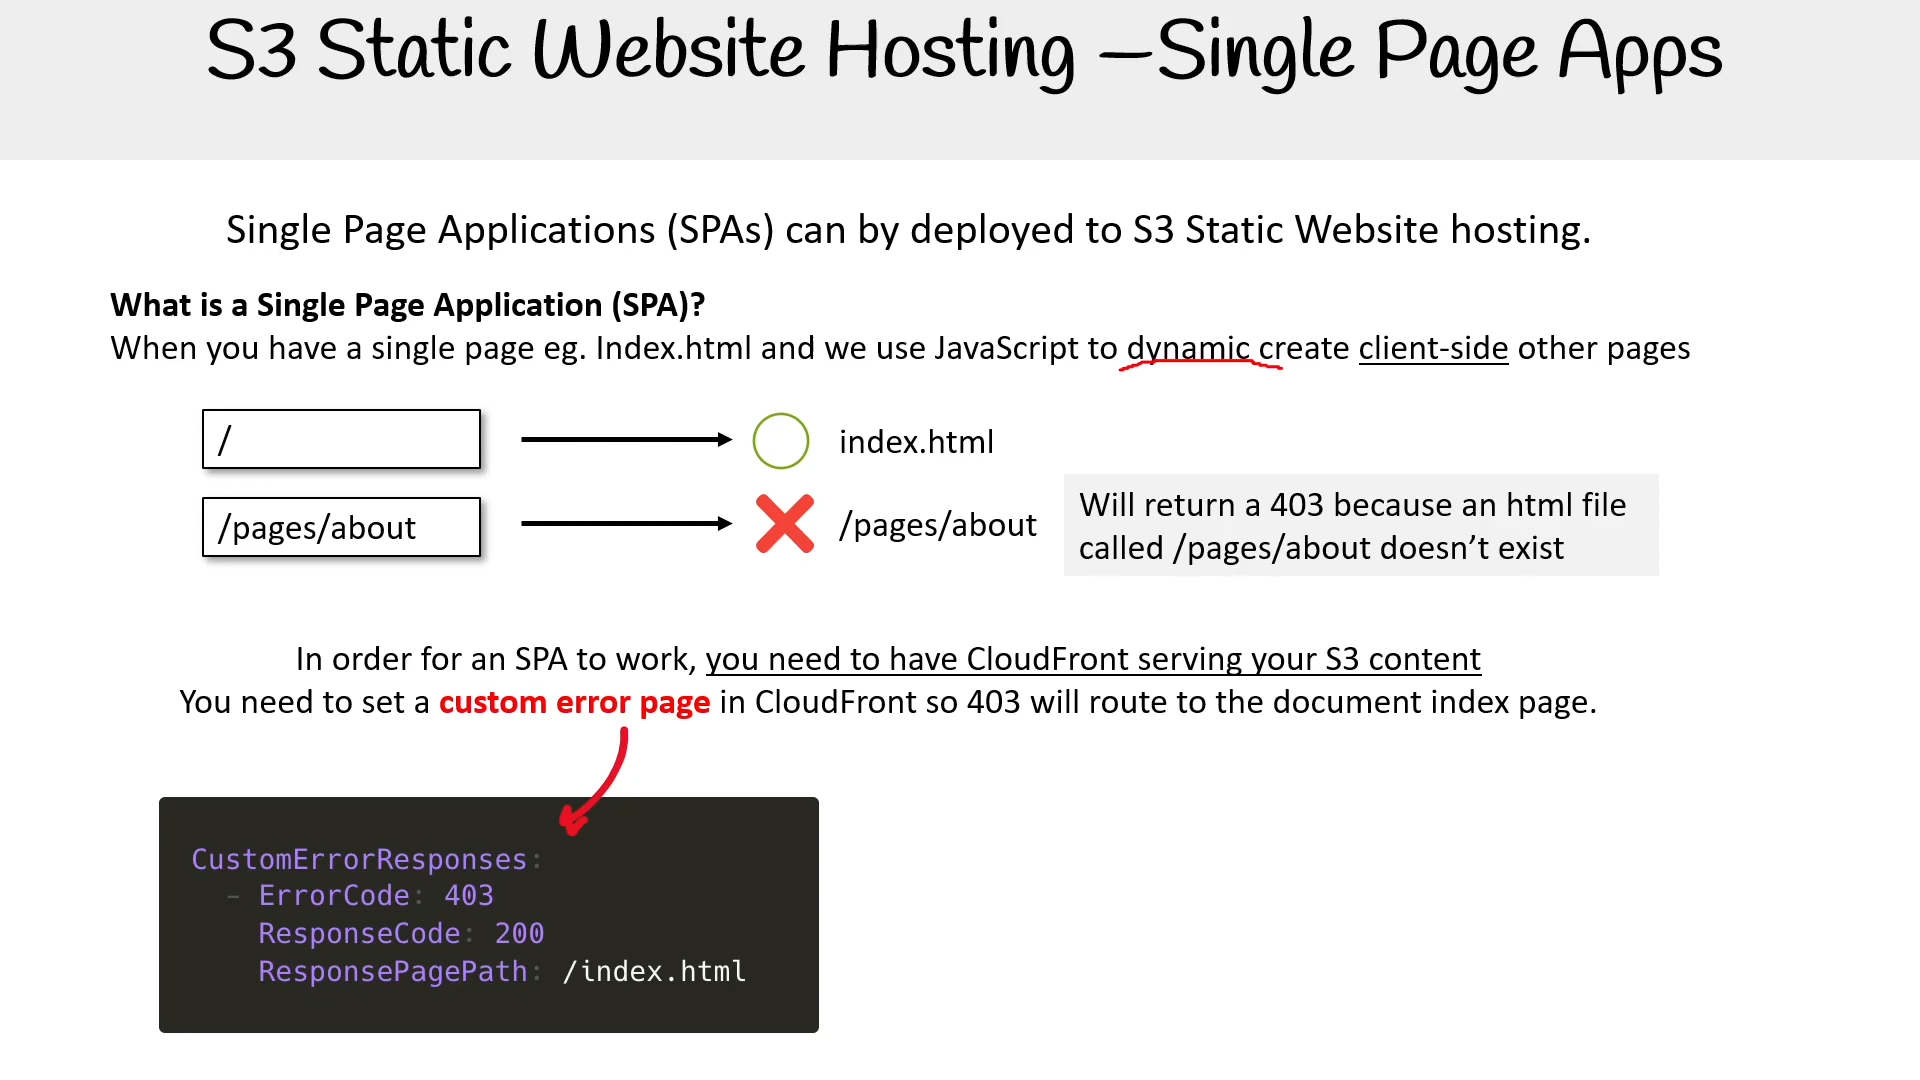 S3 Static Website Hosting –Single Page Apps
Single Page Applications (SPAs) can by deployed to S3 Static Website hosting.
What is a Single Page Application (SPA)?
When you have a single page eg. Index.html and we use JavaScript to dynamic create client-side other pages
/
index.html
/pages/about
/pages/about
Will return a 403 because an html file
called /pages/about doesn’t exist
In order for an SPA to work, you need to have CloudFront serving your S3 content
You need to set a custom error page in CloudFront so 403 will route to the document index page.
CustomErrorResponses:
- ErrorCode: 403
ResponseCode: 200
ResponsePagePath: /index.html